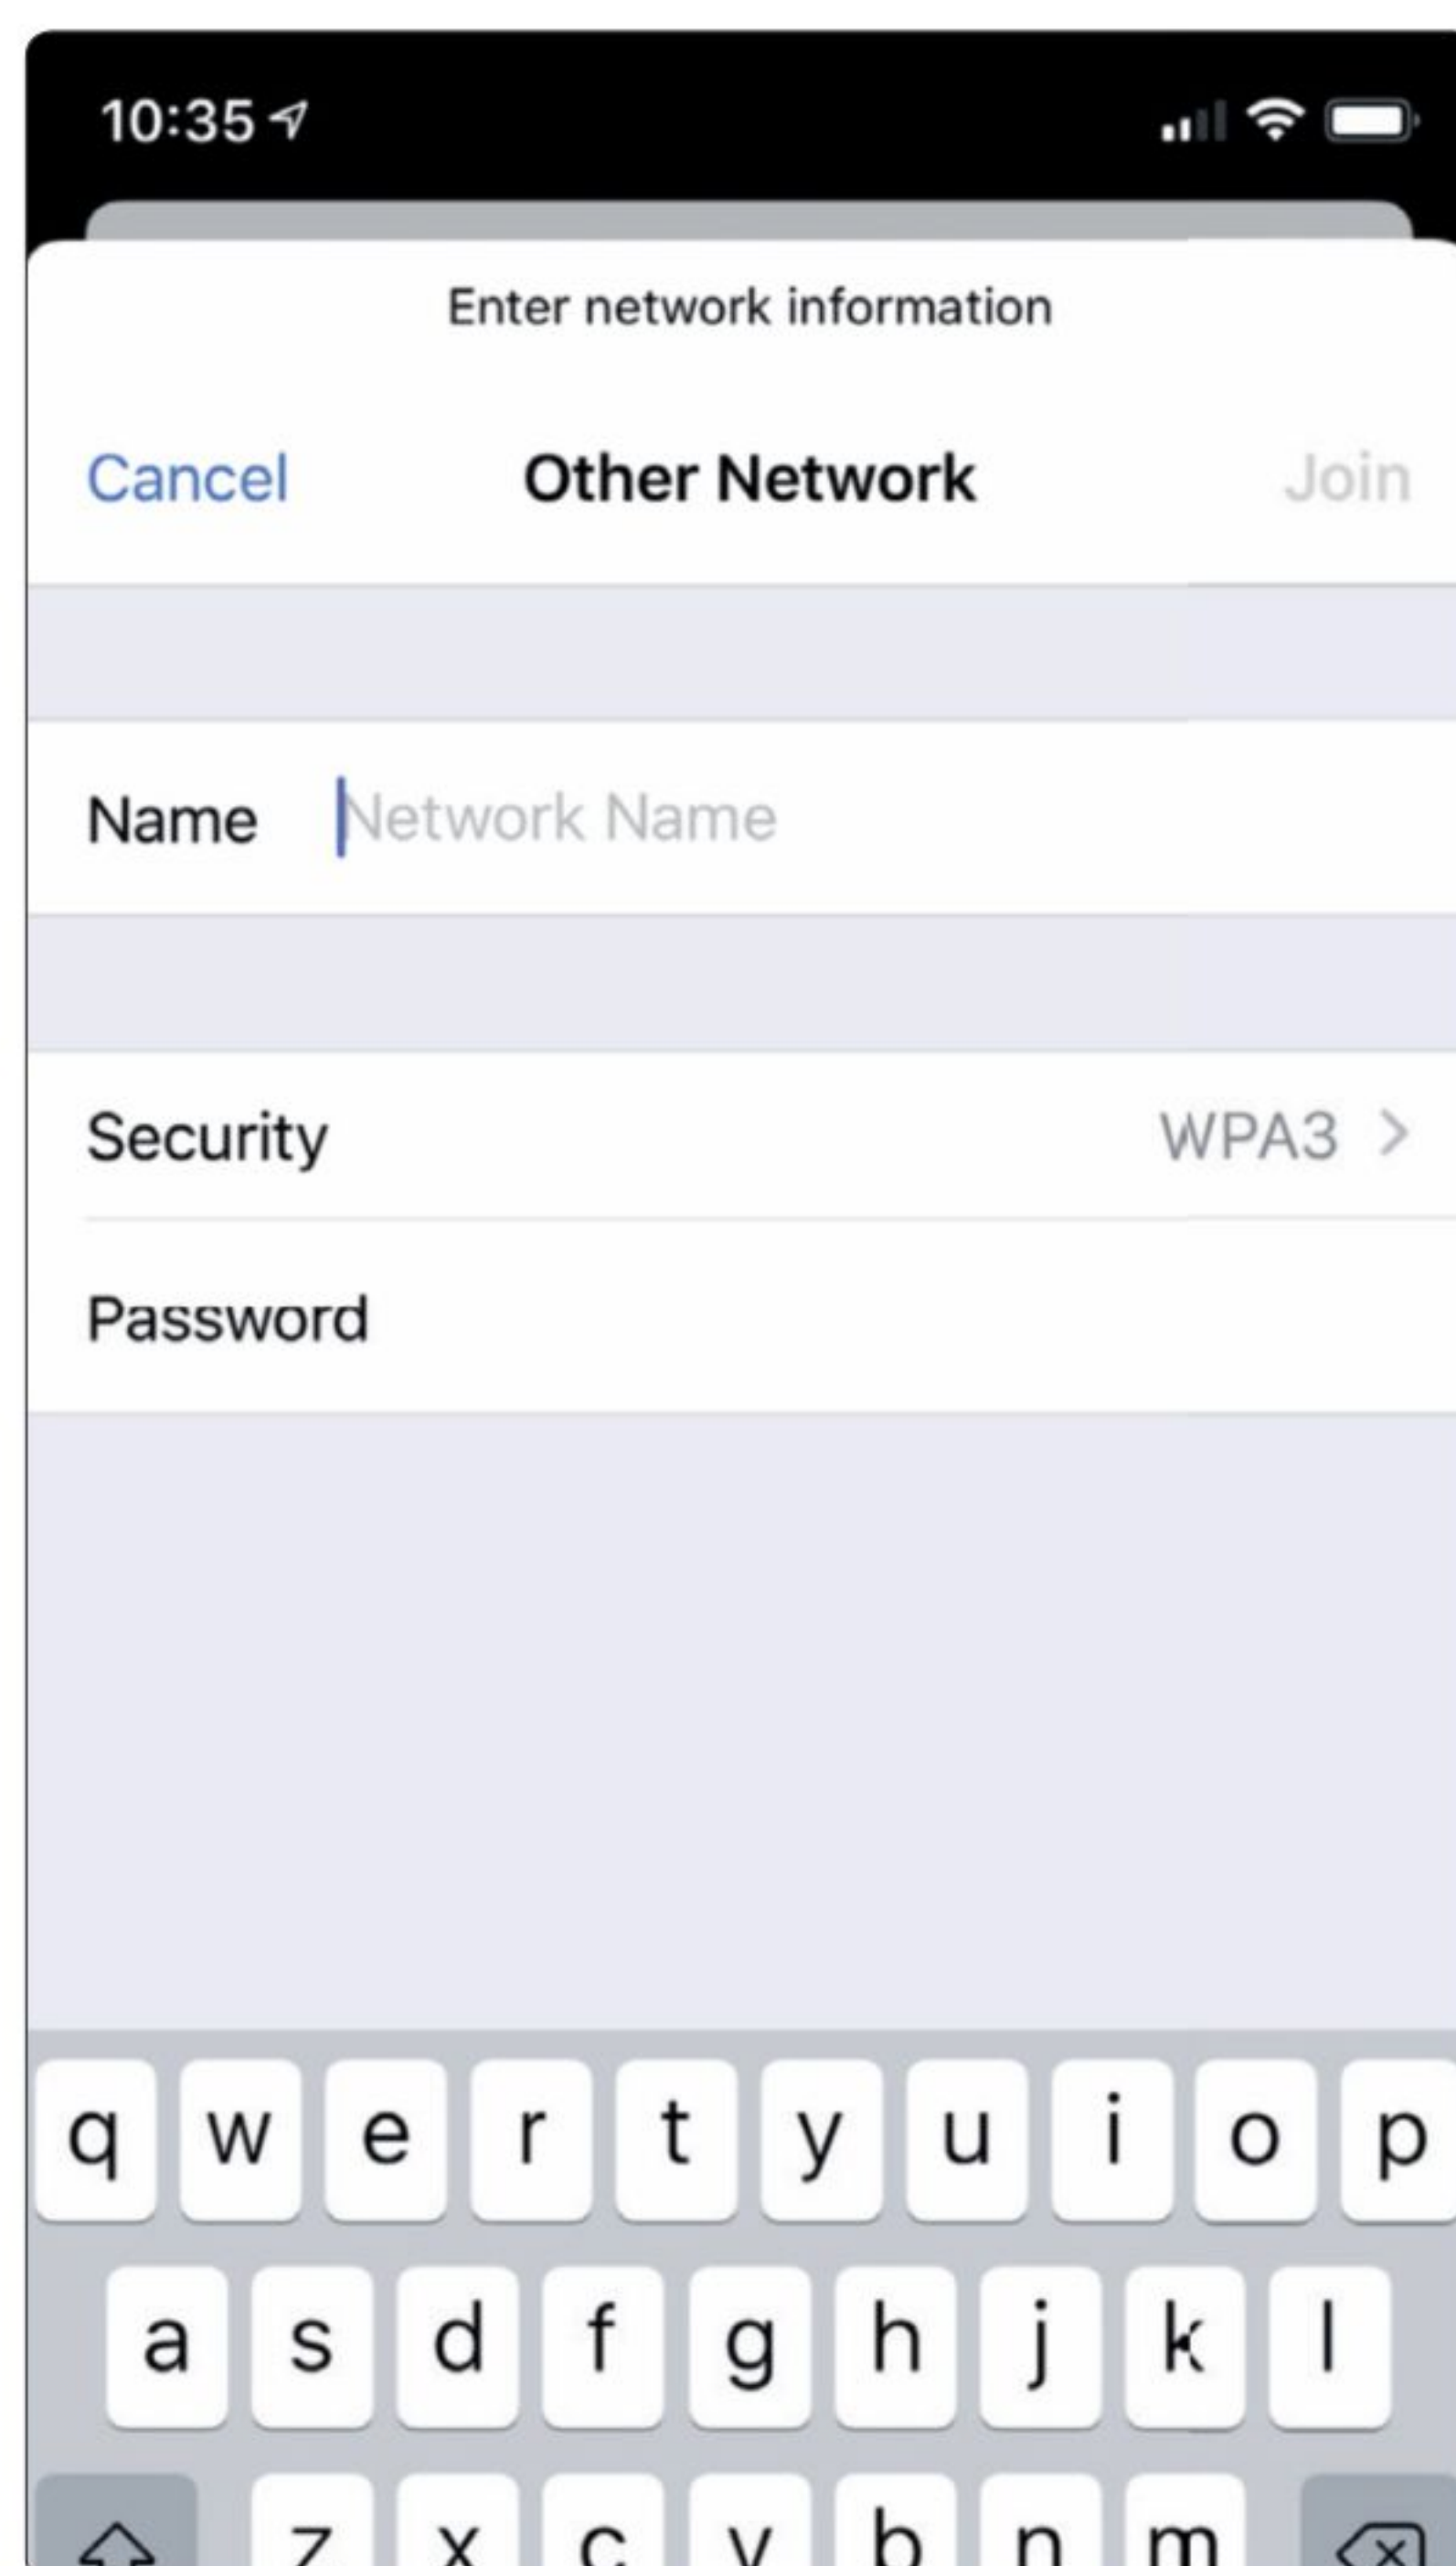 10:35
Enter network information
Cancel Other Network Join
Name Network Name
Security WPA3 >
Password
q w e r t y u i o p
a s d f g h j k l
z x c v b n m